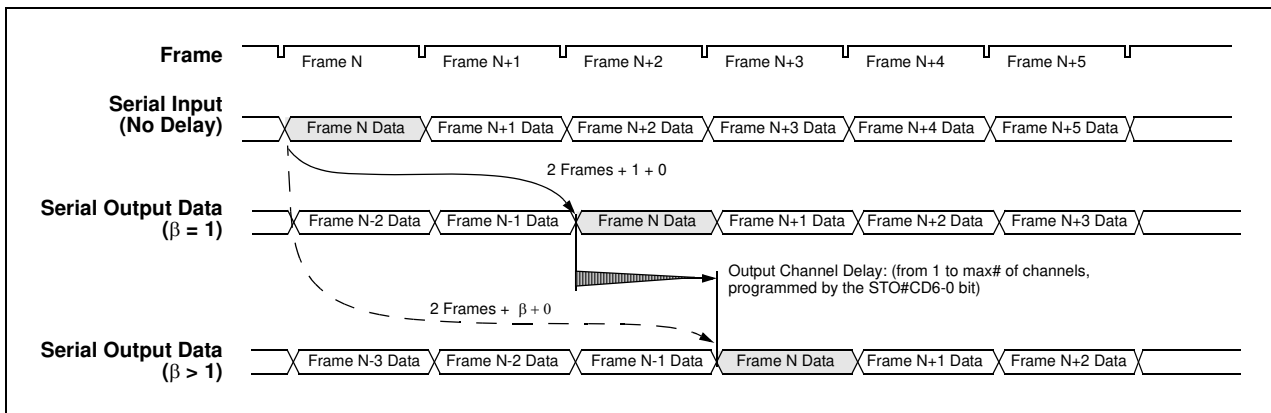 Frame
Frame N Frame N+1 Frame N+2 Frame N+3 Frame N+4 Frame N+5
Serial Input
(No Delay)
Frame N Data Frame N+1 Data Frame N+2 Data Frame N+3 Data Frame N+4 Data Frame N+5 Data
2 Frames + 1 + 0
Serial Output Data
(β = 1)
Frame N-2 Data Frame N-1 Data Frame N Data Frame N+1 Data Frame N+2 Data Frame N+3 Data
Output Channel Delay: (from 1 to max# of channels,
programmed by the STO#CD6-0 bit)
2 Frames + β + 0
Serial Output Data
(β > 1)
Frame N-3 Data Frame N-2 Data Frame N-1 Data Frame N Data Frame N+1 Data Frame N+2 Data